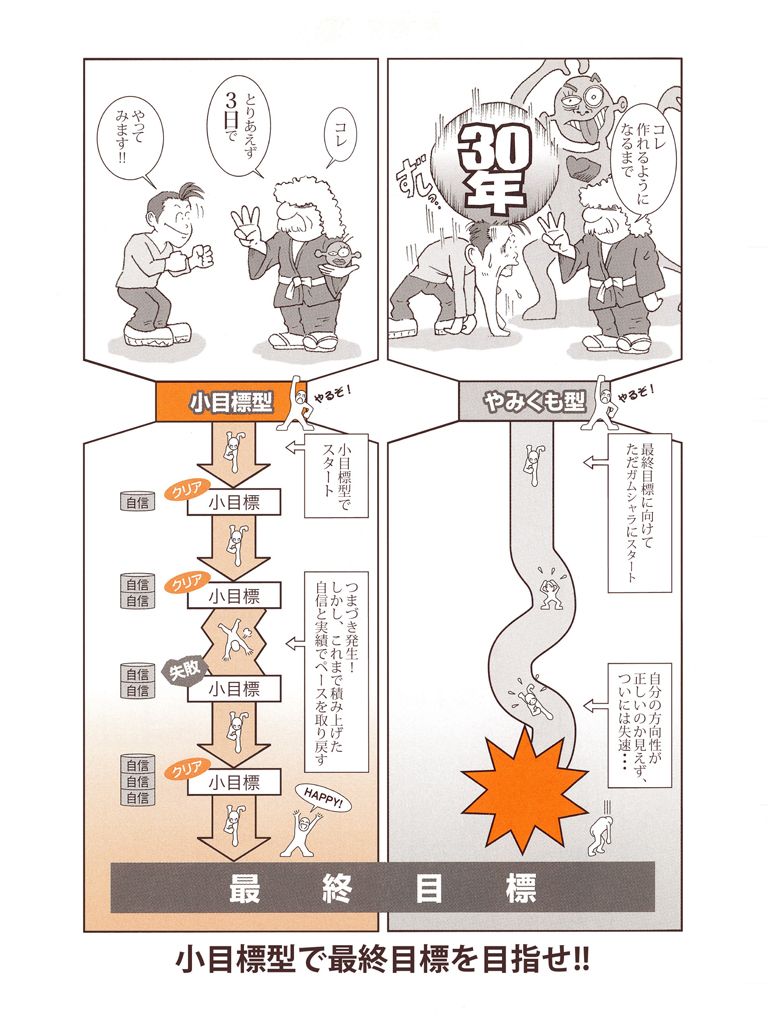 コレ
とりあえず
3日で
やって
みます!!
コレ
作れるように
なるまで
30
年
ずしっ‥
小目標型
やるぞ!
小目標型で
スタート
クリア
小目標
自信
クリア
小目標
自信
自信
つまづき発生!
しかし、これまで積み上げた
自信と実績でペースを取り戻す
失敗
小目標
自信
自信
クリア
小目標
自信
自信
自信
HAPPY!
やみくも型
やるぞ!
最終目標に向けて
ただガムシャラにスタート
自分の方向性が
正しいのか見えず、
ついには失速・・・
最終目標
小目標型で最終目標を目指せ!!